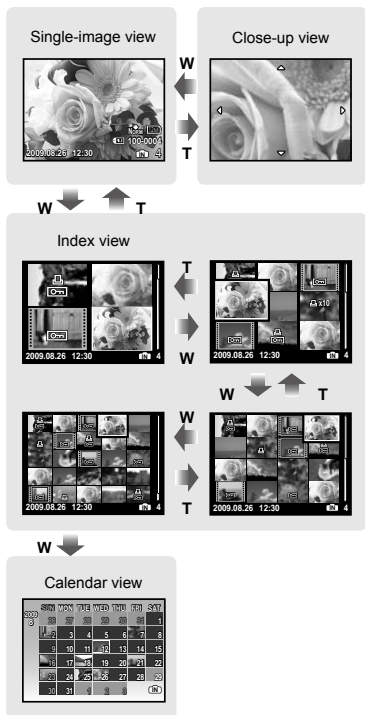 Single-image view
Close-up view
W
T
Norm
100-0004
2009.08.26 12:30
IN 4
W
T
Index view
T
W
x10
2009.08.26 12:30
IN 4
2009.08.26 12:30
IN 4
W
T
W
T
2009.08.26 12:30
IN 4
2009.08.26 12:30
IN 4
W
Calendar view
2009
8
SUN MON TUE WED THU FRI SAT
26 27 28 29 30 31 1
2 3 4 5 6 7 8
9 10 11 12 13 14 15
16 17 18 19 20 21 22
23 24 25 26 27 28 29
30 31 1 2 3
IN